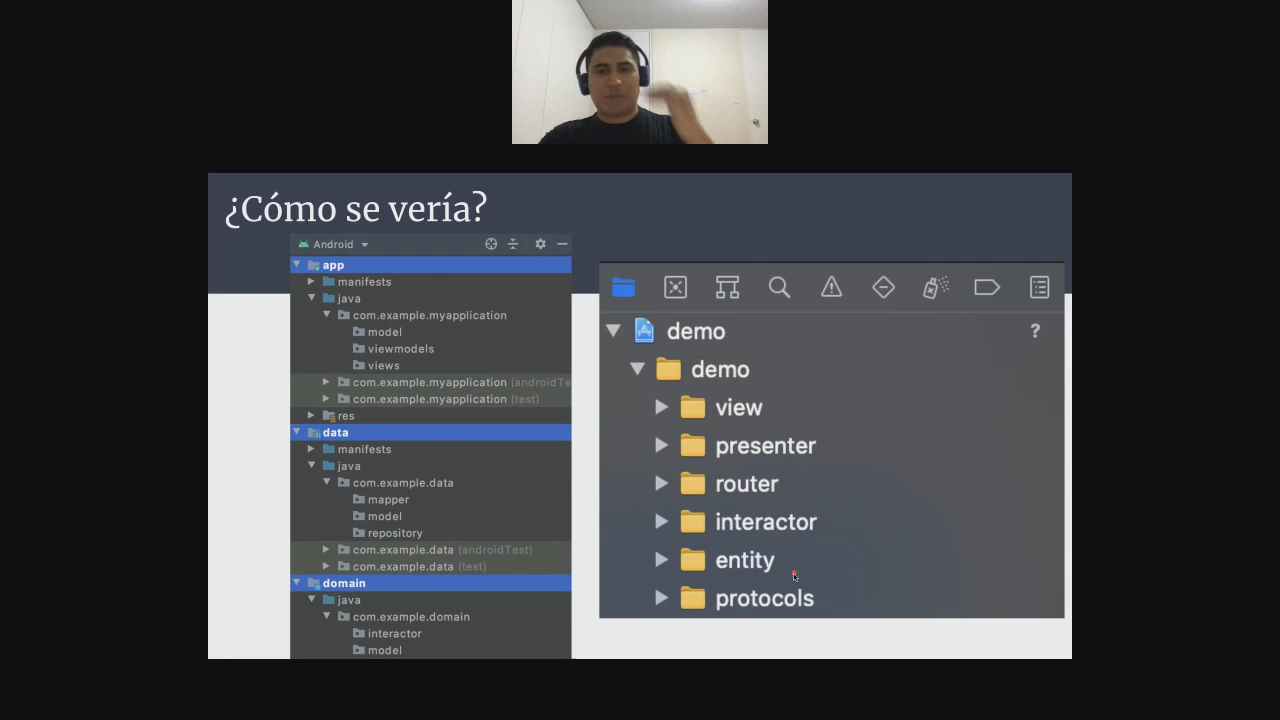 ¿Cómo se vería?
Android
app
manifests
java
com.example.myapplication
model
viewmodels
views
com.example.myapplication (androidTe
com.example.myapplication (test)
res
data
manifests
java
com.example.data
mapper
model
repository
com.example.data (androidTest)
com.example.data (test)
domain
java
com.example.domain
interactor
model
demo ?
demo
view
presenter
router
interactor
entity
protocols